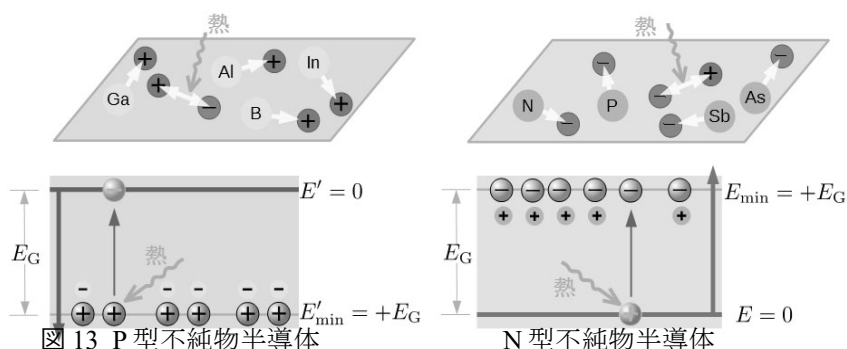 熱
Ga
Al
In
B
+
+
−
+
+
+
E′ = 0
E_G
熱
−
−
−
−
−
+
+
+
+
+
+
E′_min = +E_G
図 13 P 型不純物半導体
熱
N
P
Sb
As
−
−
−
+
−
−
E_min = +E_G
−
−
−
−
−
−
+
+
+
+
+
E_G
熱
+
E = 0
N 型不純物半導体